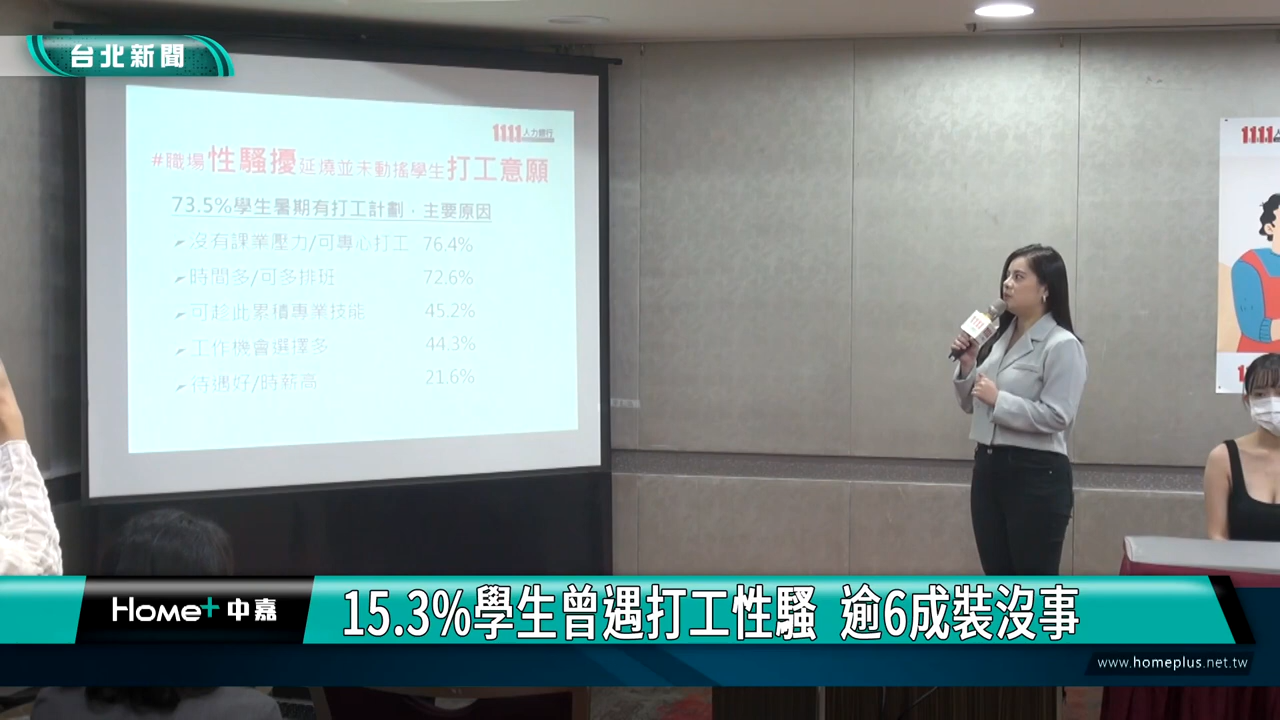 台北新聞
1111人力銀行
1111
#職場性騷擾延燒並未動搖學生打工意願
73.5%學生暑期有打工計劃，主要原因
沒有課業壓力/可專心打工 76.4%
時間多/可多排班 72.6%
可趁此累積專業技能 45.2%
工作機會選擇多 44.3%
待遇好/時薪高 21.6%
1111
Home+中嘉
15.3%學生曾遇打工性騷 逾6成裝沒事
www.homeplus.net.tw